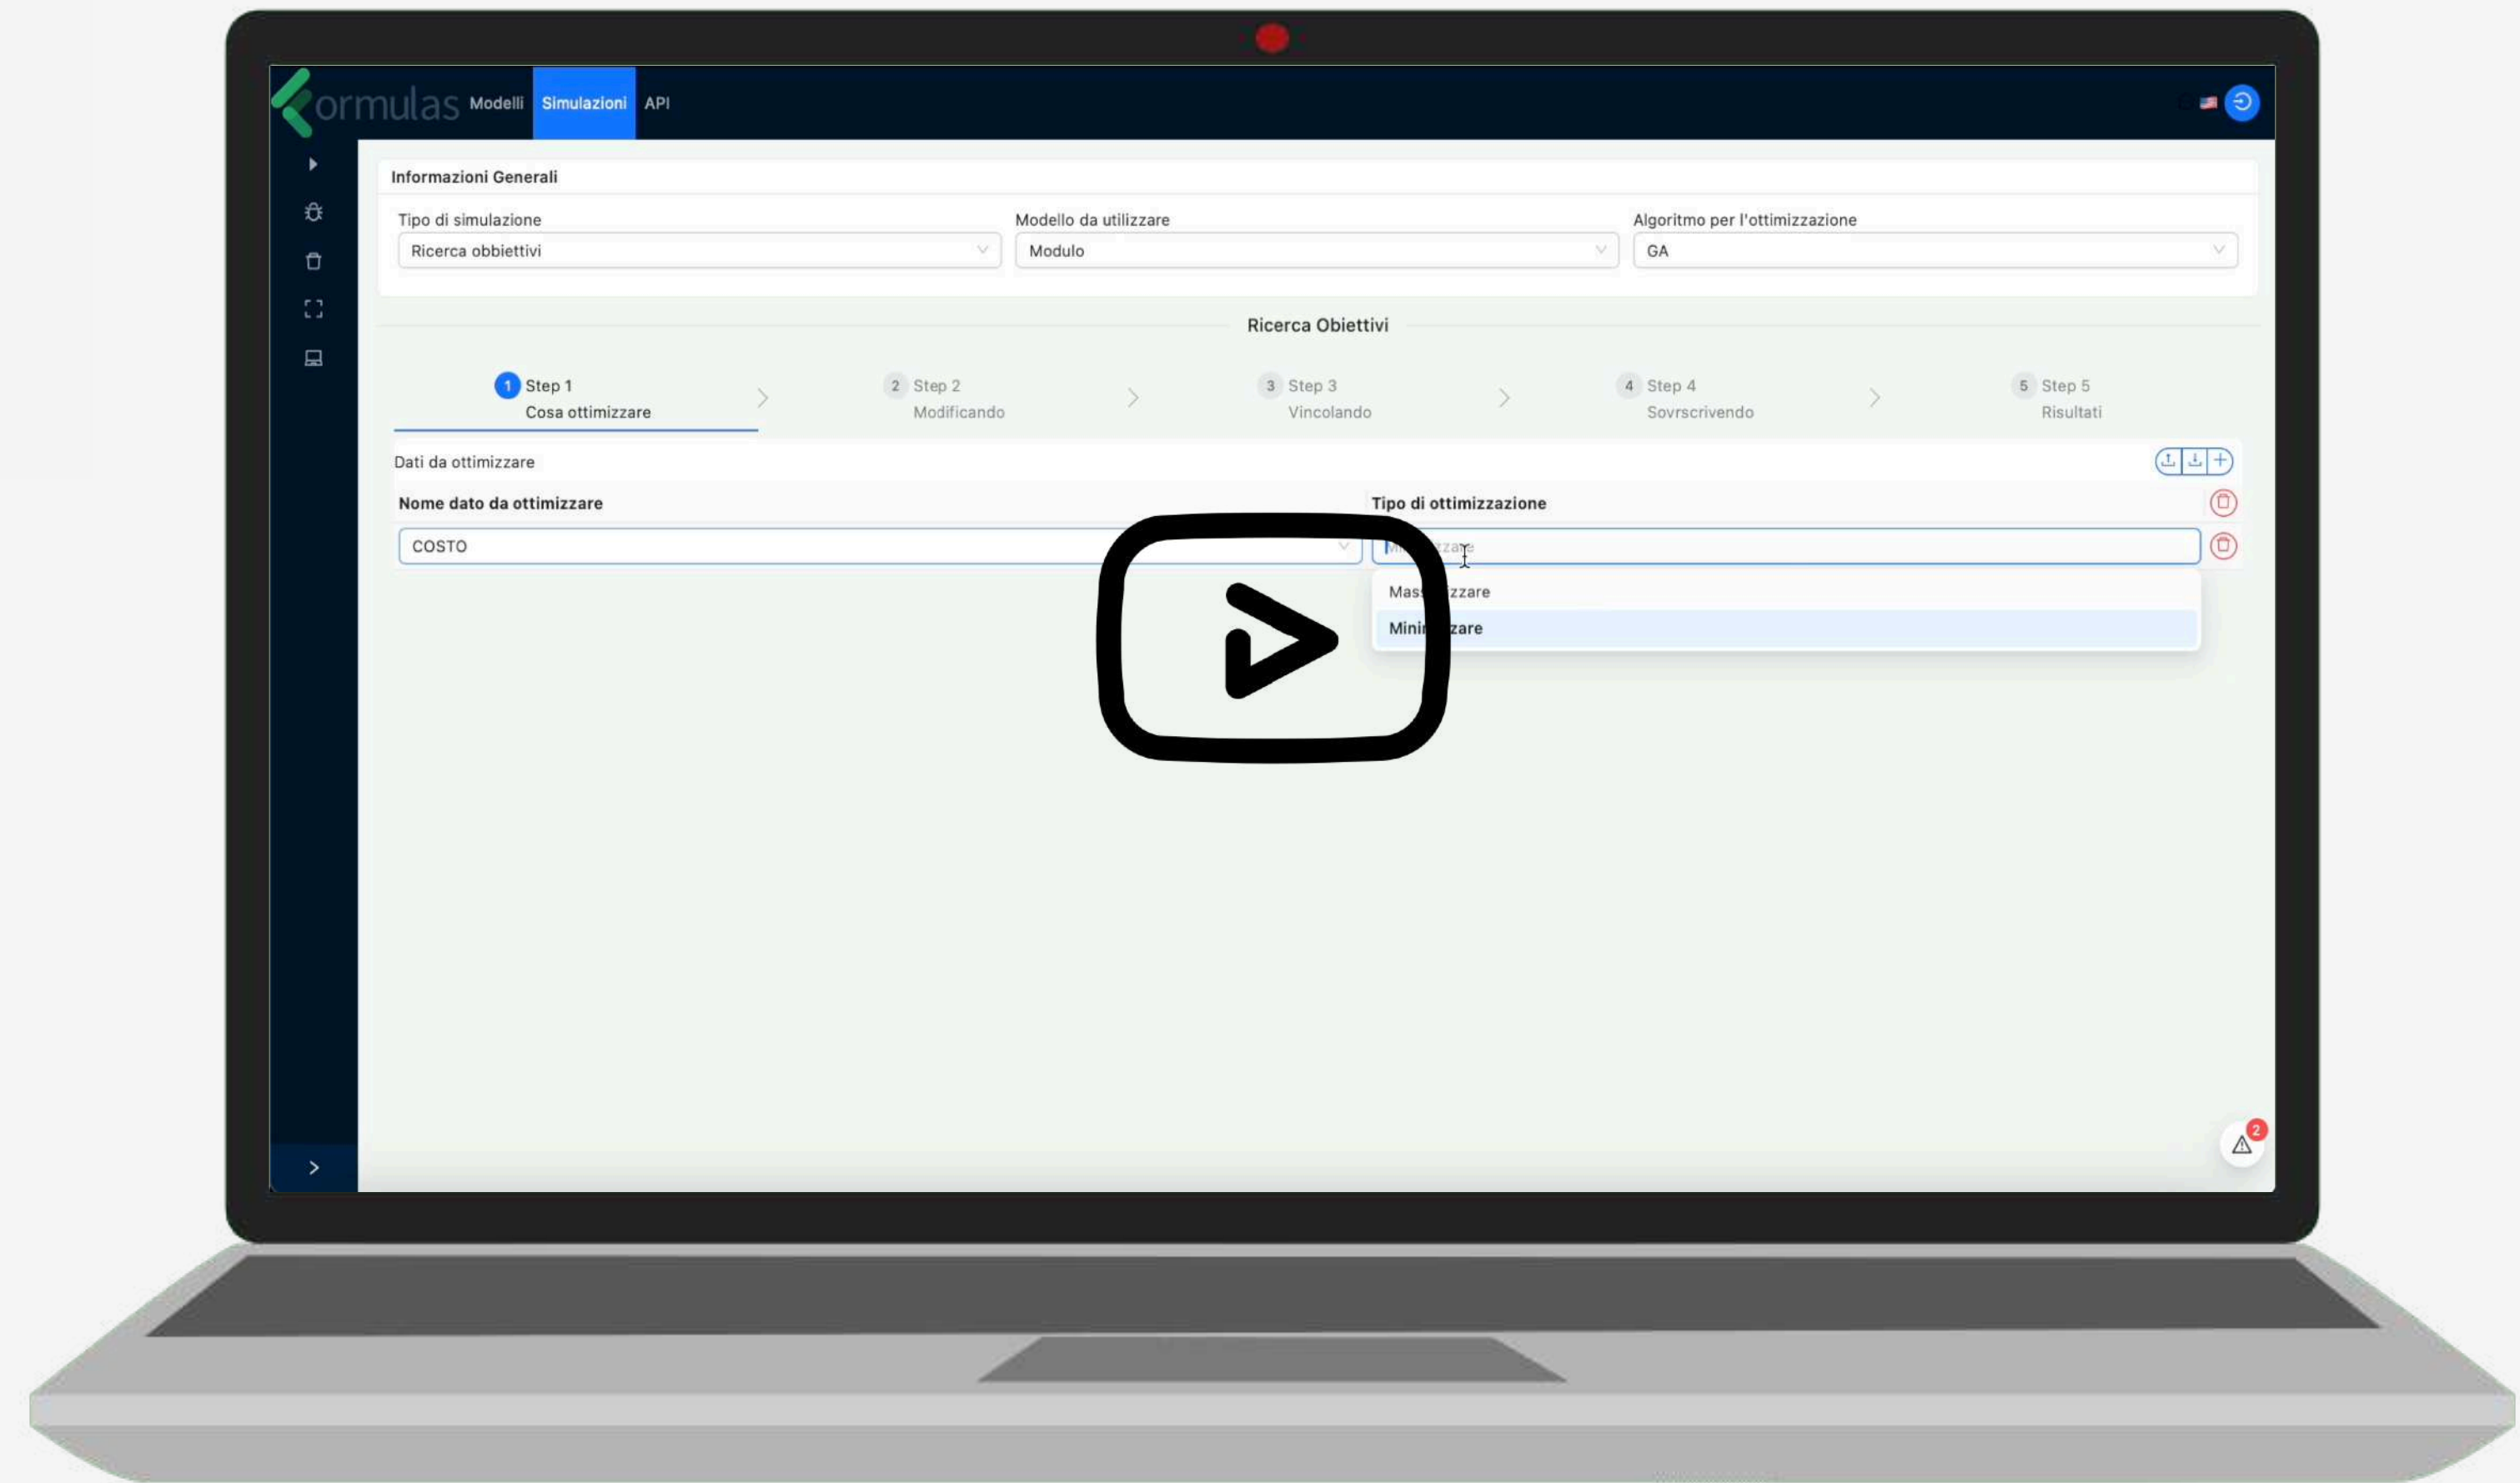 ormulas Modelli Simulazioni API
Informazioni Generali
Tipo di simulazione Modello da utilizzare Algoritmo per l'ottimizzazione
Ricerca obbiettivi Modulo GA
Ricerca Obiettivi
1 Step 1 2 Step 2 3 Step 3 4 Step 4 5 Step 5
Cosa ottimizzare Modificando Vincolando Sovrscrivendo Risultati
Dati da ottimizzare
Nome dato da ottimizzare Tipo di ottimizzazione
COSTO
2